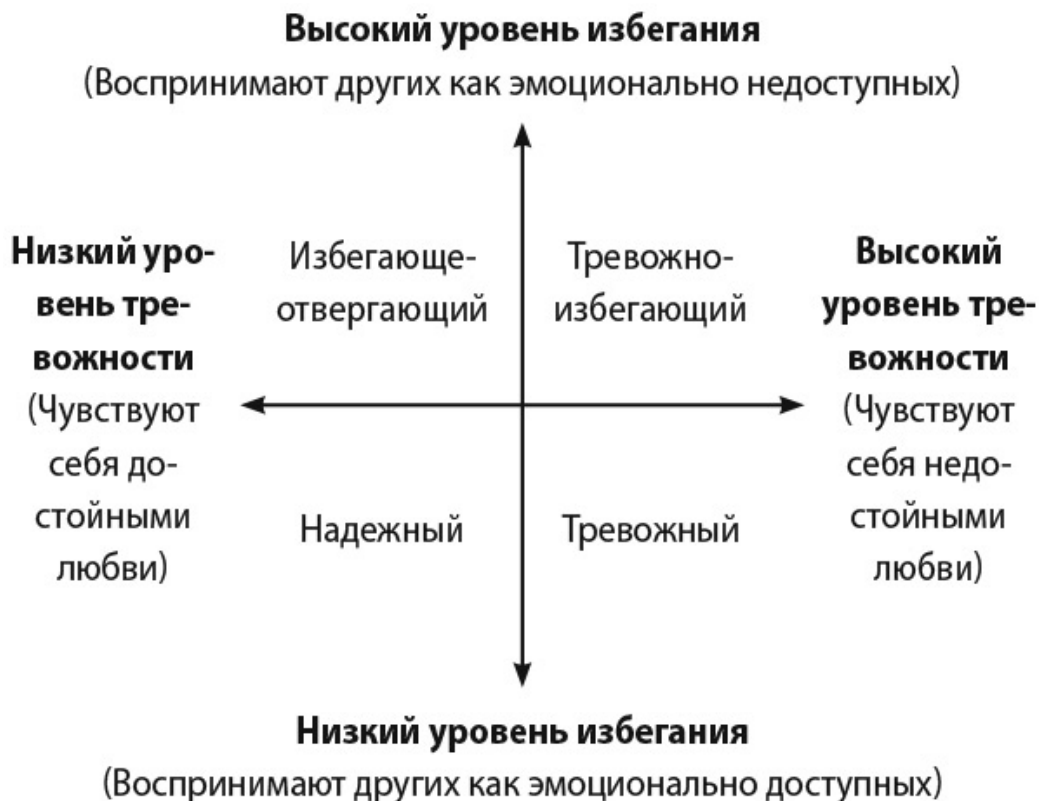 Высокий уровень избегания
(Воспринимают других как эмоционально недоступных)
Низкий уро-
вень тре-
вожности
(Чувствуют
себя до-
стойными
любви)
Избегающе-
отвергающий
Тревожно-
избегающий
Высокий
уровень тре-
вожности
(Чувствуют
себя недо-
стойными
любви)
Надежный
Тревожный
Низкий уровень избегания
(Воспринимают других как эмоционально доступных)